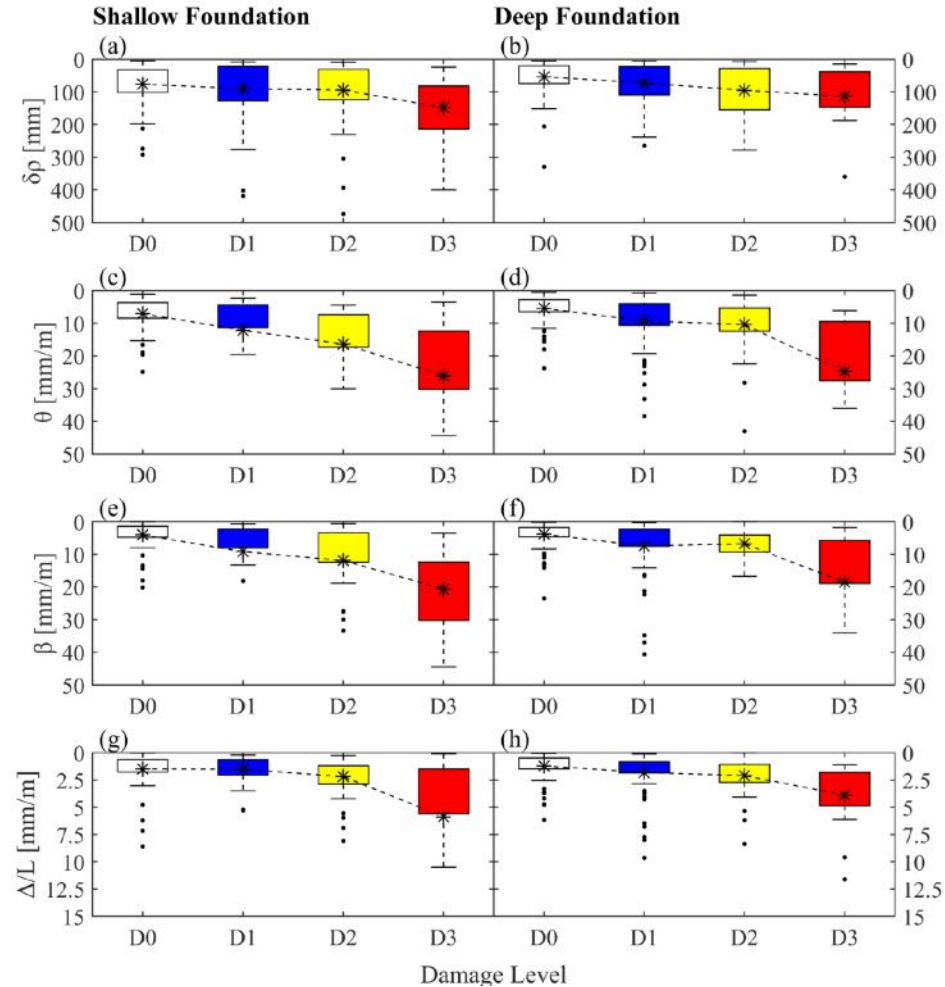 Shallow Foundation Deep Foundation
(a) (b)
0 0
100 100
200 200
300 300
400 400
500 500
δρ [mm]
D0 D1 D2 D3 D0 D1 D2 D3
(c) (d)
0 0
10 10
20 20
30 30
40 40
50 50
θ [mm/m]
D0 D1 D2 D3 D0 D1 D2 D3
(e) (f)
0 0
10 10
20 20
30 30
40 40
50 50
β [mm/m]
D0 D1 D2 D3 D0 D1 D2 D3
(g) (h)
0 0
2.5 2.5
5 5
7.5 7.5
10 10
12.5 12.5
15 15
Δ/L [mm/m]
D0 D1 D2 D3 D0 D1 D2 D3
Damage Level